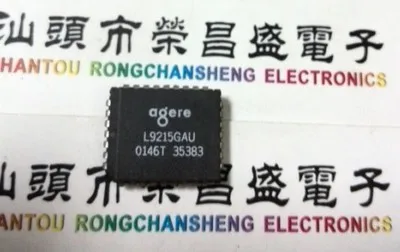 汕頭市榮昌盛電子
SHANTOU RONGCHANSHENG ELECTRONICS
agere
L9215GAU
0146T 35383
汕頭市榮昌盛電子
SHANTOU RONGCHANSHENG ELECTRONICS